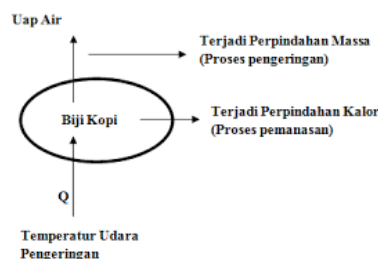 Uap Air
Terjadi Perpindahan Massa
(Proses pengeringan)
Biji Kopi
Terjadi Perpindahan Kalor
(Proses pemanasan)
Q
Temperatur Udara
Pengeringan